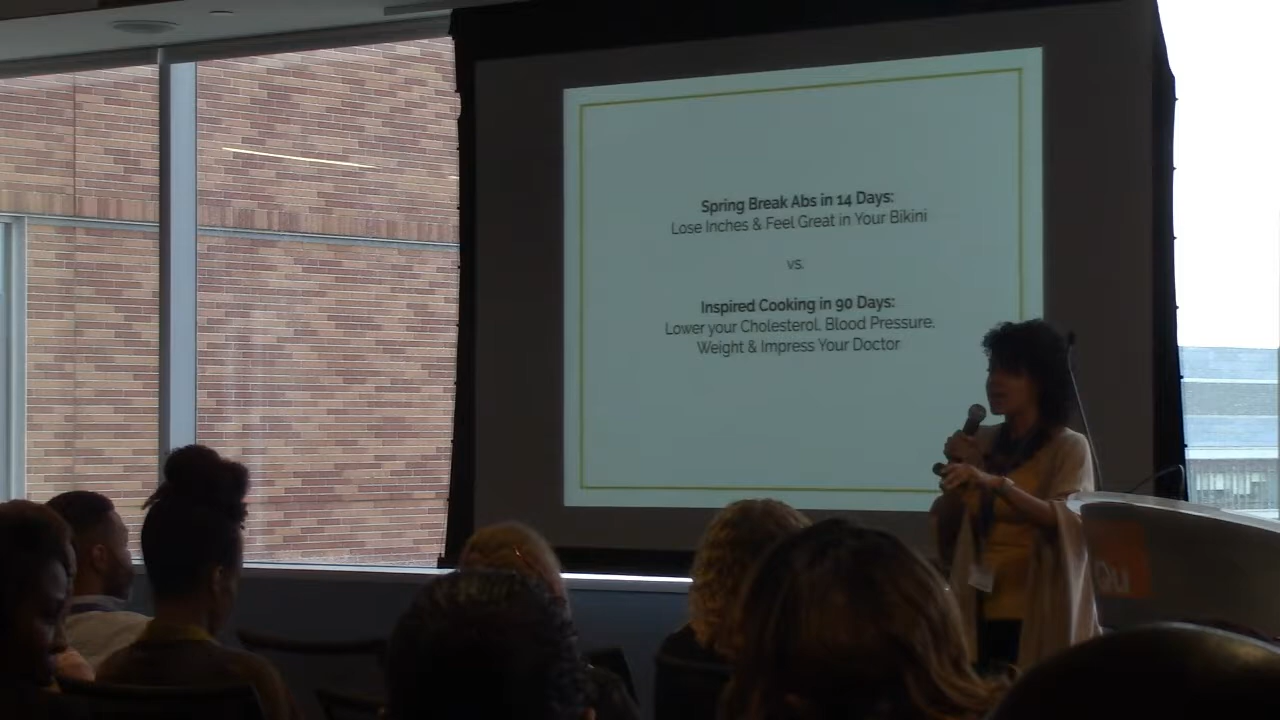 Spring Break Abs in 14 Days:
Lose Inches & Feel Great in Your Bikini
vs.
Inspired Cooking in 90 Days:
Lower your Cholesterol, Blood Pressure,
Weight & Impress Your Doctor